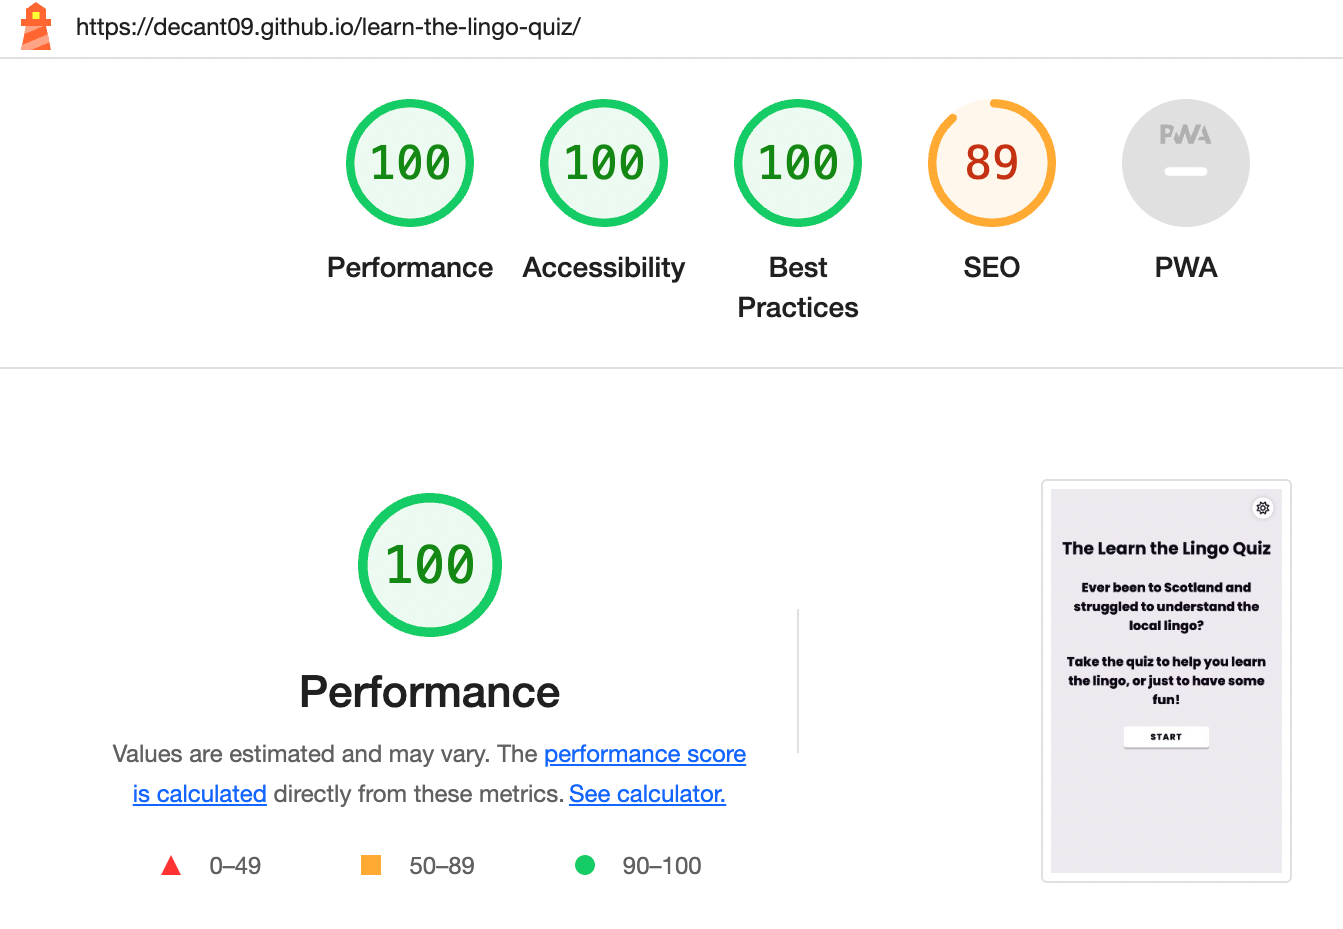 https://decant09.github.io/learn-the-lingo-quiz/
100
100
100
89
PWA
Performance
Accessibility
Best
Practices
SEO
PWA
100
Performance
Values are estimated and may vary. The performance score
is calculated directly from these metrics. See calculator.
0–49
50–89
90–100
The Learn the Lingo Quiz
Ever been to Scotland and
struggled to understand the
local lingo?
Take the quiz to help you learn
the lingo, or just to have some
fun!
START